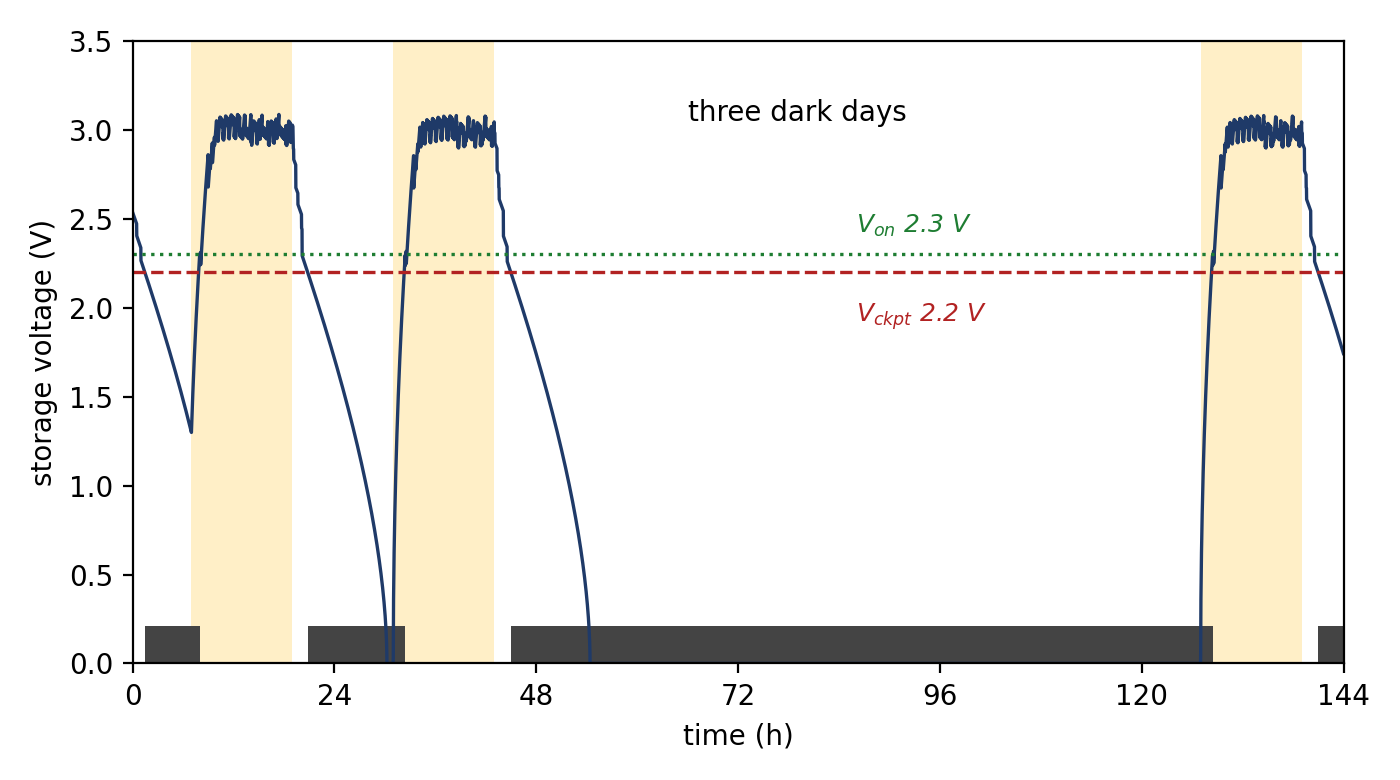 3.5
3.0
2.5
2.0
1.5
1.0
0.5
0.0
storage voltage (V)
three dark days
V_on 2.3 V
V_ckpt 2.2 V
0 24 48 72 96 120 144
time (h)